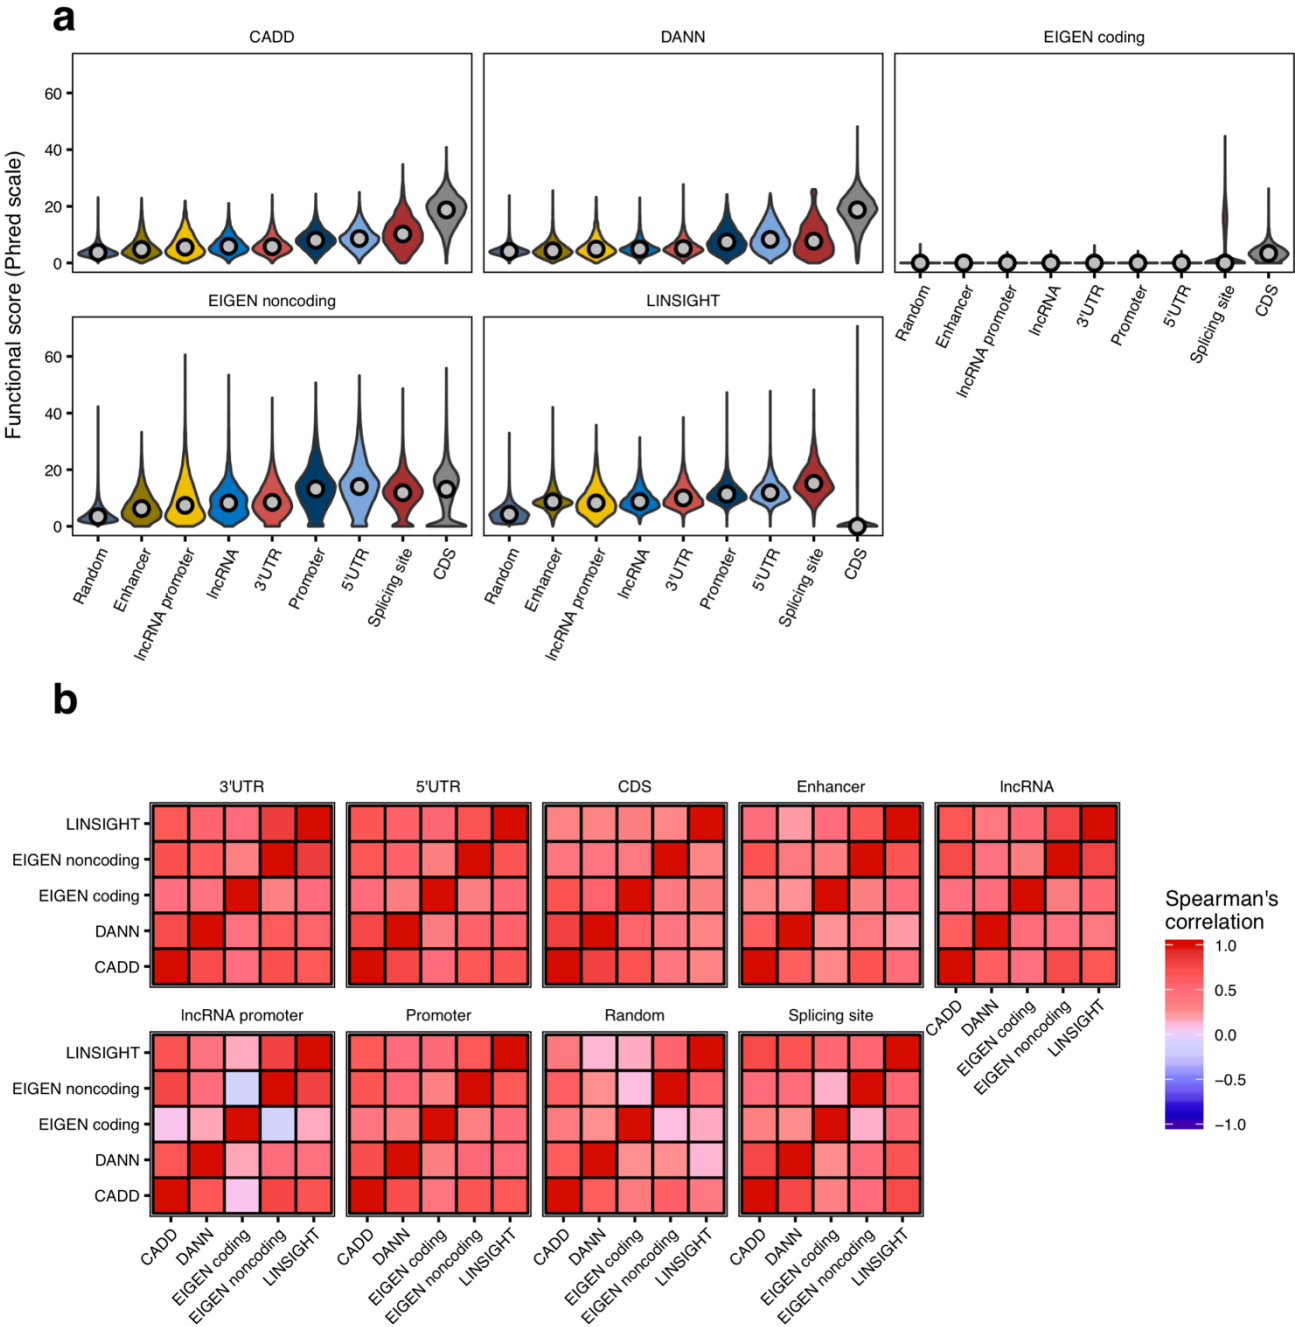 a
CADD
DANN
EIGEN coding
Functional score (Phred scale)
60
40
20
0
Random
Enhancer
lncRNA promoter
lncRNA
3'UTR
Promoter
5'UTR
Splicing site
CDS
EIGEN noncoding
LINSIGHT
60
40
20
0
Random
Enhancer
lncRNA promoter
lncRNA
3'UTR
Promoter
5'UTR
Splicing site
CDS
Random
Enhancer
lncRNA promoter
lncRNA
3'UTR
Promoter
5'UTR
Splicing site
CDS
b
3'UTR
5'UTR
CDS
Enhancer
lncRNA
LINSIGHT
EIGEN noncoding
EIGEN coding
DANN
CADD
CADD
DANN
EIGEN coding
EIGEN noncoding
LINSIGHT
lncRNA promoter
Promoter
Random
Splicing site
LINSIGHT
EIGEN noncoding
EIGEN coding
DANN
CADD
CADD
DANN
EIGEN coding
EIGEN noncoding
LINSIGHT
CADD
DANN
EIGEN coding
EIGEN noncoding
LINSIGHT
CADD
DANN
EIGEN coding
EIGEN noncoding
LINSIGHT
CADD
DANN
EIGEN coding
EIGEN noncoding
LINSIGHT
Spearman's
correlation
1.0
0.5
0.0
−0.5
−1.0